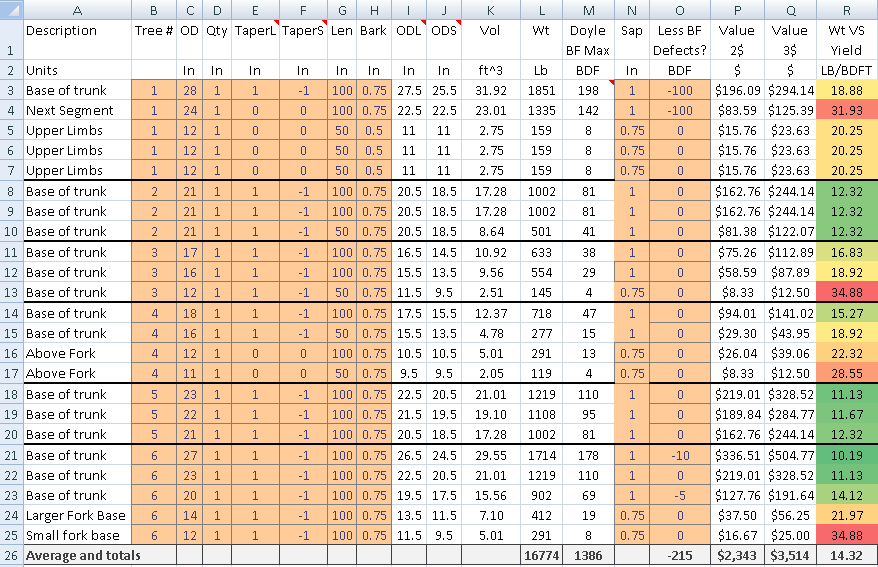 A B C D E F G H I J K L M N O P Q R
Description Tree # OD Qty TaperL TaperS Len Bark ODL ODS Vol Wt Doyle Sap Less BF Value Value Wt VS
1 BF Max Defects? 2$ 3$ Yield
2 Units In In In In In In In In ft^3 Lb BDF In BDF $ $ LB/BDFT
3 Base of trunk 1 28 1 1 -1 100 0.75 27.5 25.5 31.92 1851 198 1 -100 $196.09 $294.14 18.88
4 Next Segment 1 24 1 0 0 100 0.75 22.5 22.5 23.01 1335 142 1 -100 $83.59 $125.39 31.93
5 Upper Limbs 1 12 1 0 0 50 0.5 11 11 2.75 159 8 0.75 0 $15.76 $23.63 20.25
6 Upper Limbs 1 12 1 0 0 50 0.5 11 11 2.75 159 8 0.75 0 $15.76 $23.63 20.25
7 Upper Limbs 1 12 1 0 0 50 0.5 11 11 2.75 159 8 0.75 0 $15.76 $23.63 20.25
8 Base of trunk 2 21 1 1 -1 100 0.75 20.5 18.5 17.28 1002 81 1 0 $162.76 $244.14 12.32
9 Base of trunk 2 21 1 1 -1 100 0.75 20.5 18.5 17.28 1002 81 1 0 $162.76 $244.14 12.32
10 Base of trunk 2 21 1 1 -1 50 0.75 20.5 18.5 8.64 501 41 1 0 $81.38 $122.07 12.32
11 Base of trunk 3 17 1 1 -1 100 0.75 16.5 14.5 10.92 633 38 1 0 $75.26 $112.89 16.83
12 Base of trunk 3 16 1 1 -1 100 0.75 15.5 13.5 9.56 554 29 1 0 $58.59 $87.89 18.92
13 Base of trunk 3 12 1 1 -1 50 0.75 11.5 9.5 2.51 145 4 0.75 0 $8.33 $12.50 34.88
14 Base of trunk 4 18 1 1 -1 100 0.75 17.5 15.5 12.37 718 47 1 0 $94.01 $141.02 15.27
15 Base of trunk 4 16 1 1 -1 50 0.75 15.5 13.5 4.78 277 15 1 0 $29.30 $43.95 18.92
16 Above Fork 4 12 1 0 0 100 0.75 10.5 10.5 5.01 291 13 0.75 0 $26.04 $39.06 22.32
17 Above Fork 4 11 1 0 0 50 0.75 9.5 9.5 2.05 119 4 0.75 0 $8.33 $12.50 28.55
18 Base of trunk 5 23 1 1 -1 100 0.75 22.5 20.5 21.01 1219 110 1 0 $219.01 $328.52 11.13
19 Base of trunk 5 22 1 1 -1 100 0.75 21.5 19.5 19.10 1108 95 1 0 $189.84 $284.77 11.67
20 Base of trunk 5 21 1 1 -1 100 0.75 20.5 18.5 17.28 1002 81 1 0 $162.76 $244.14 12.32
21 Base of trunk 6 27 1 1 -1 100 0.75 26.5 24.5 29.55 1714 178 1 -10 $336.51 $504.77 10.19
22 Base of trunk 6 23 1 1 -1 100 0.75 22.5 20.5 21.01 1219 110 1 0 $219.01 $328.52 11.13
23 Base of trunk 6 20 1 1 -1 100 0.75 19.5 17.5 15.56 902 69 1 -5 $127.76 $191.64 14.12
24 Larger Fork Base 6 14 1 1 -1 100 0.75 13.5 11.5 7.10 412 19 0.75 0 $37.50 $56.25 21.97
25 Small fork base 6 12 1 1 -1 100 0.75 11.5 9.5 5.01 291 8 0.75 0 $16.67 $25.00 34.88
26 Average and totals 16774 1386 -215 $2,343 $3,514 14.32